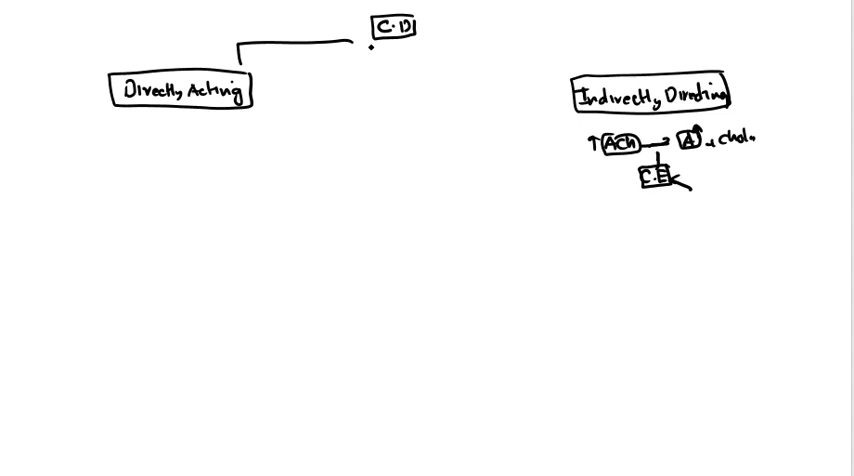 C.D
Directly Acting
Indirectly Directing
↑ ACh → A↑ + chol.
C.E